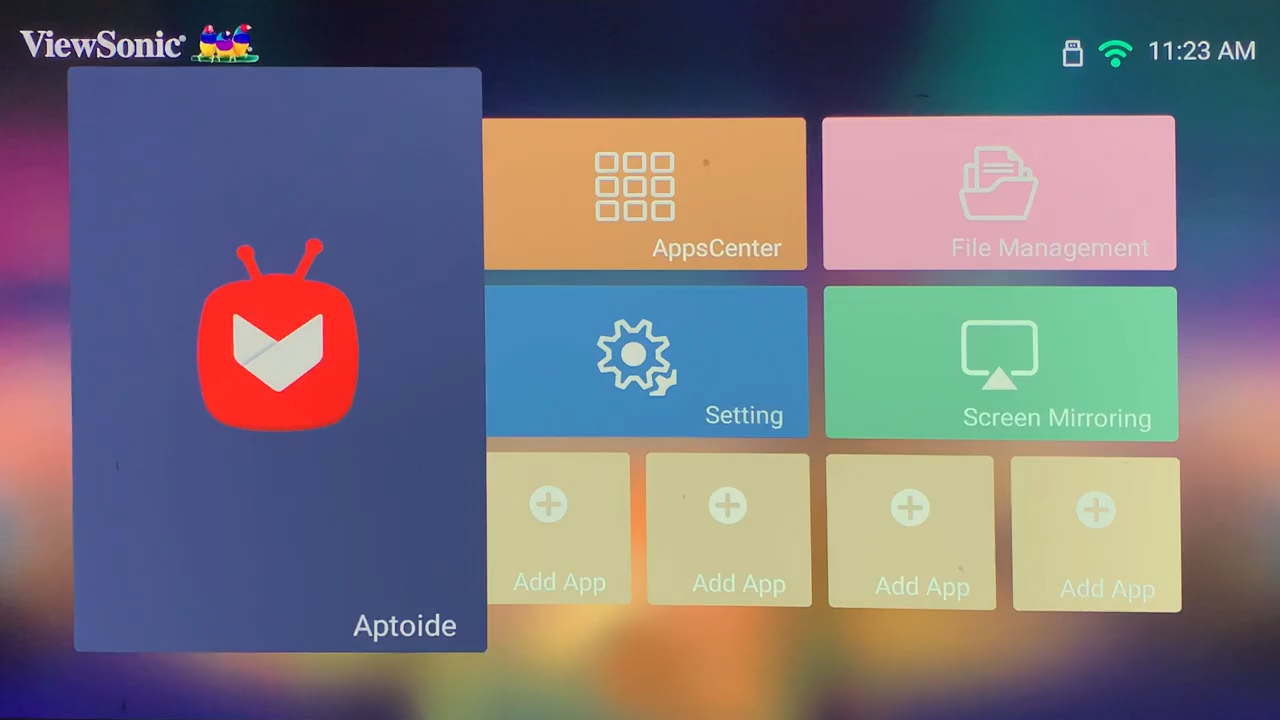 ViewSonic®
11:23 AM
AppsCenter
File Management
Setting
Screen Mirroring
Add App
Add App
Add App
Add App
Aptoide